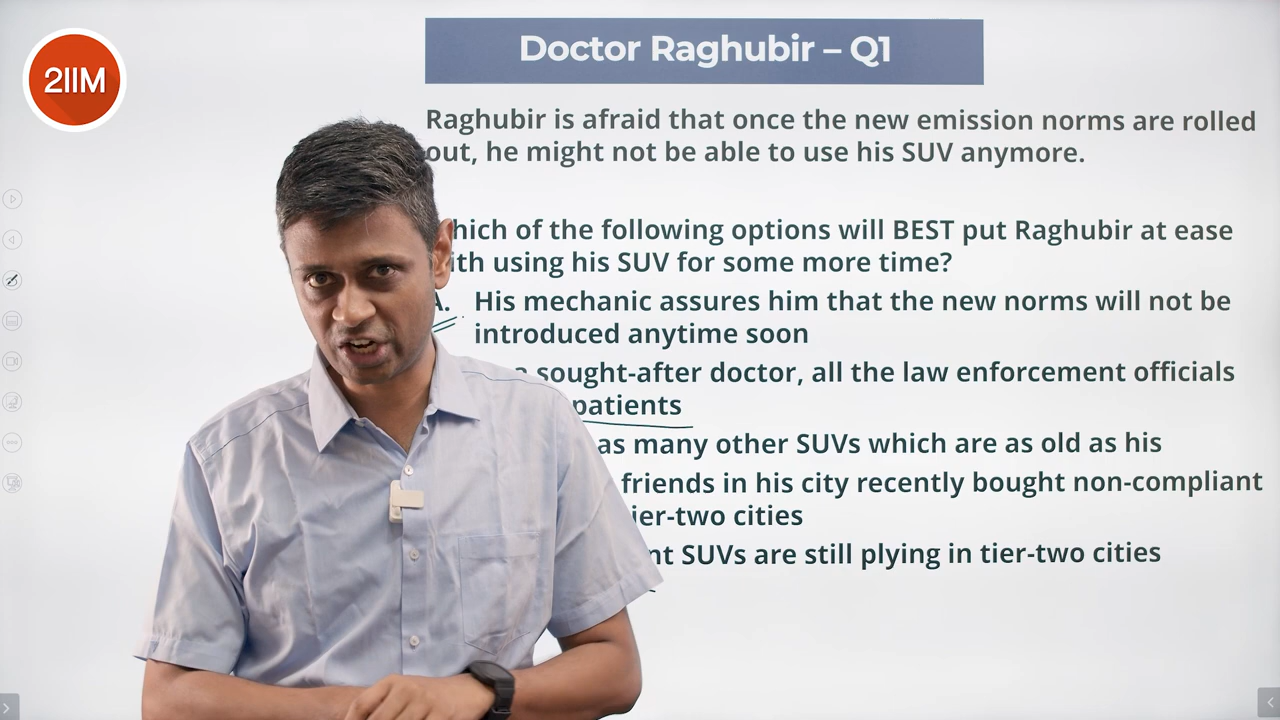 2IIM
Doctor Raghubir – Q1
Raghubir is afraid that once the new emission norms are rolled
out, he might not be able to use his SUV anymore.
hich of the following options will BEST put Raghubir at ease
ith using his SUV for some more time?
A. His mechanic assures him that the new norms will not be
introduced anytime soon
a sought-after doctor, all the law enforcement officials
patients
as many other SUVs which are as old as his
friends in his city recently bought non-compliant
ier-two cities
nt SUVs are still plying in tier-two cities